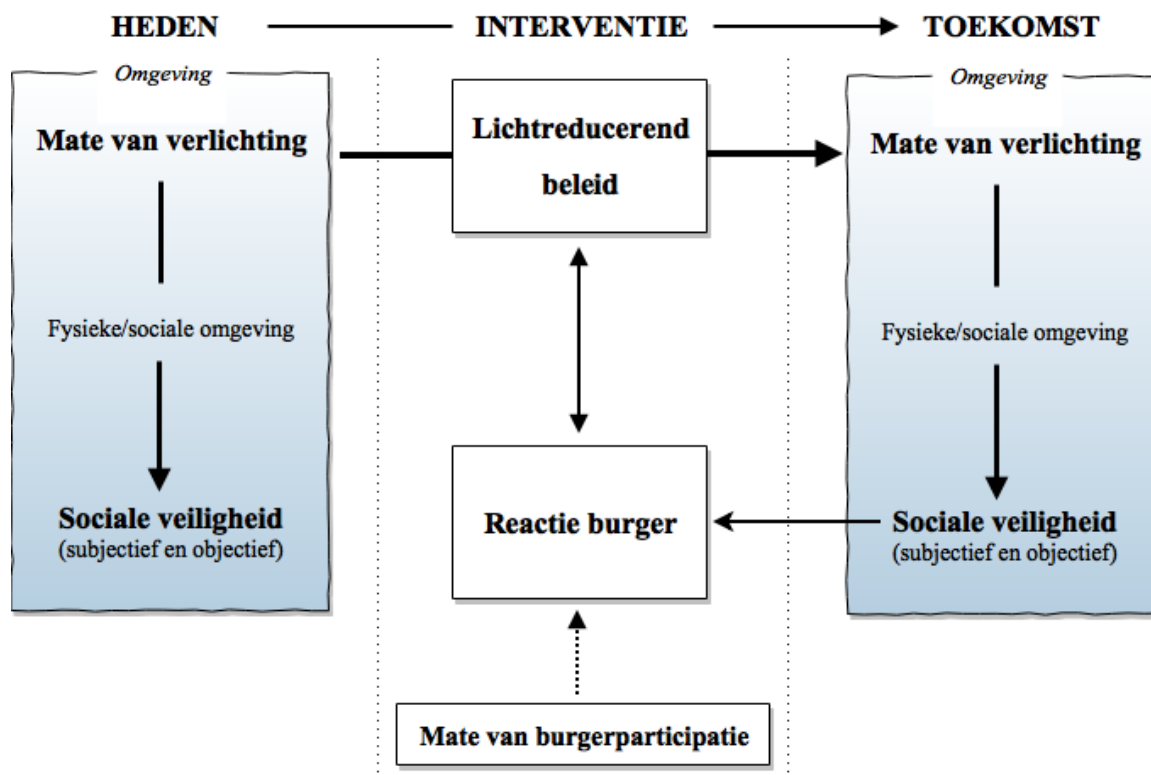 HEDEN INTERVENTIE TOEKOMST
Omgeving
Mate van verlichting
Fysieke/sociale omgeving
Sociale veiligheid
(subjectief en objectief)
Lichtreducerend
beleid
Reactie burger
Mate van burgerparticipatie
Omgeving
Mate van verlichting
Fysieke/sociale omgeving
Sociale veiligheid
(subjectief en objectief)